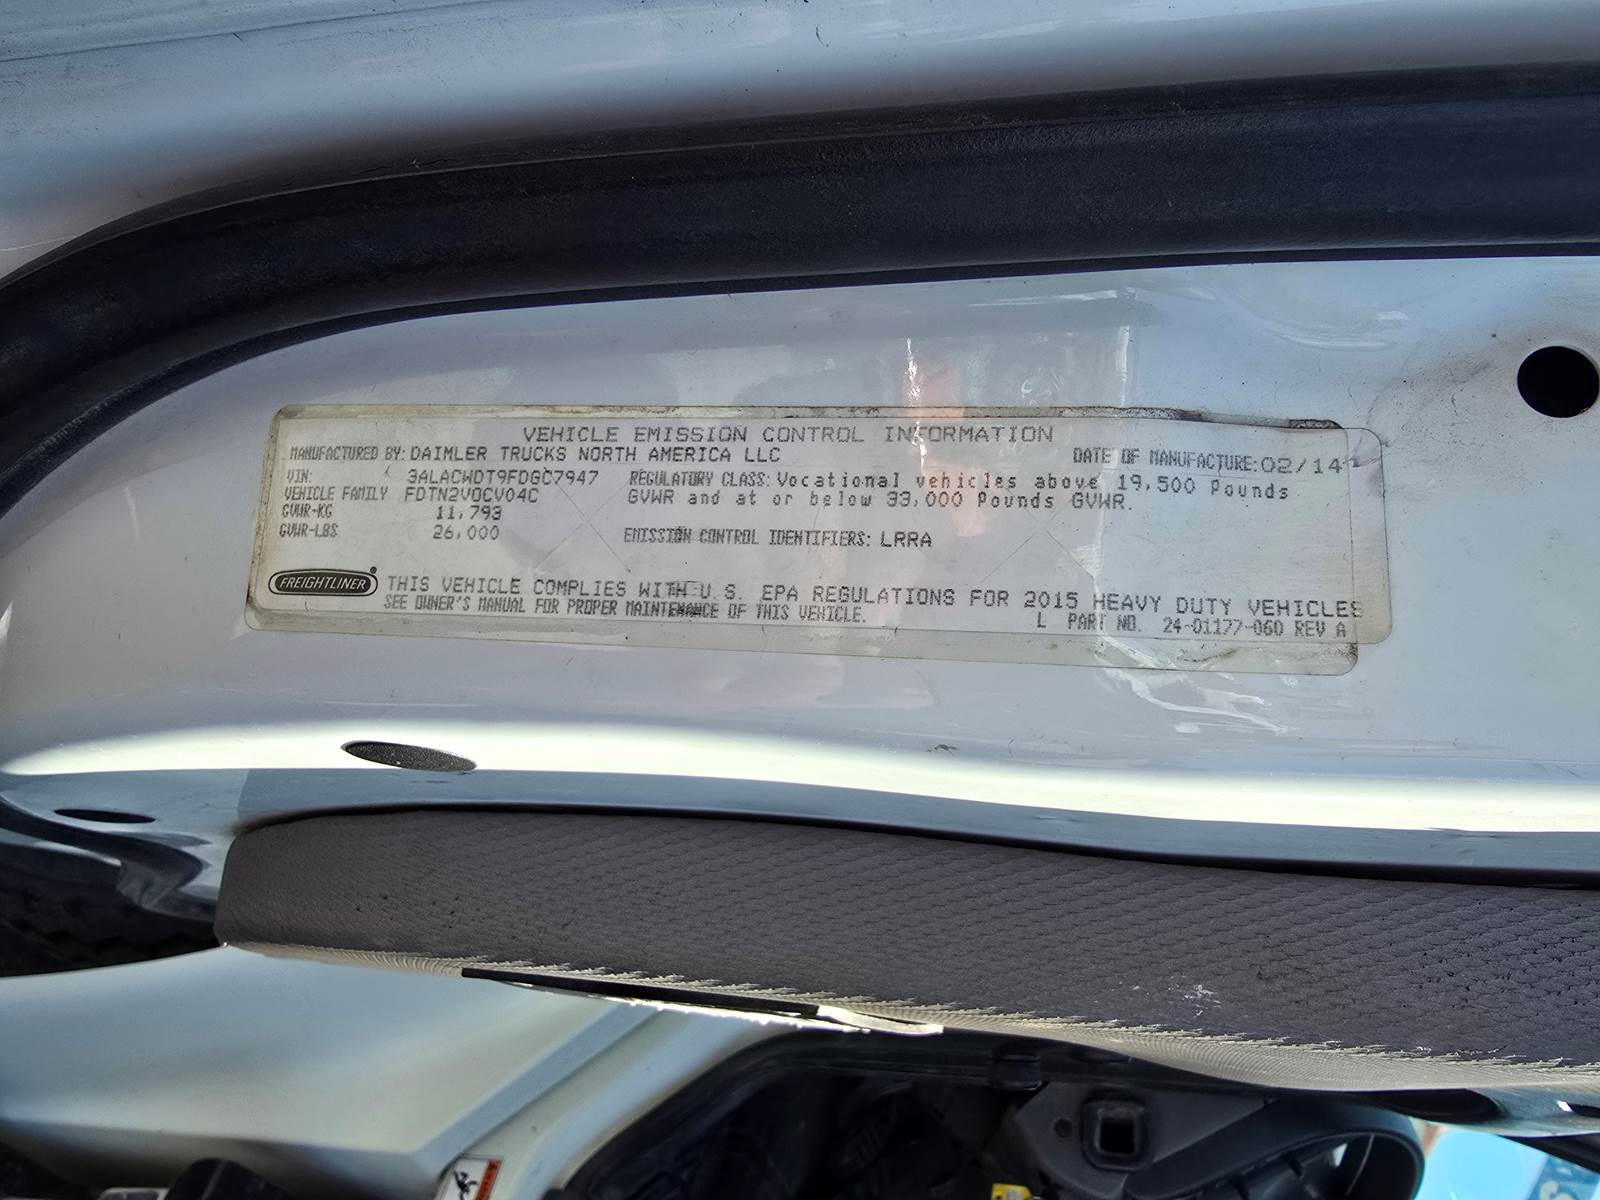 VEHICLE EMISSION CONTROL INFORMATION
MANUFACTURED BY: DAIMLER TRUCKS NORTH AMERICA LLC DATE OF MANUFACTURE: 02/14
VIN: 3ALACWDT9FDGC7947 REGULATORY CLASS: Vocational vehicles above 19,500 Pounds
VEHICLE FAMILY FDTN2VOCV04C GVWR and at or below 33,000 Pounds GVWR.
GVWR-KG 11,793
GVWR-LBS 26,000 EMISSION CONTROL IDENTIFIERS: LRRA
FREIGHTLINER® THIS VEHICLE COMPLIES WITH U.S. EPA REGULATIONS FOR 2015 HEAVY DUTY VEHICLES
SEE OWNER'S MANUAL FOR PROPER MAINTENANCE OF THIS VEHICLE. L PART NO. 24-01177-060 REV A